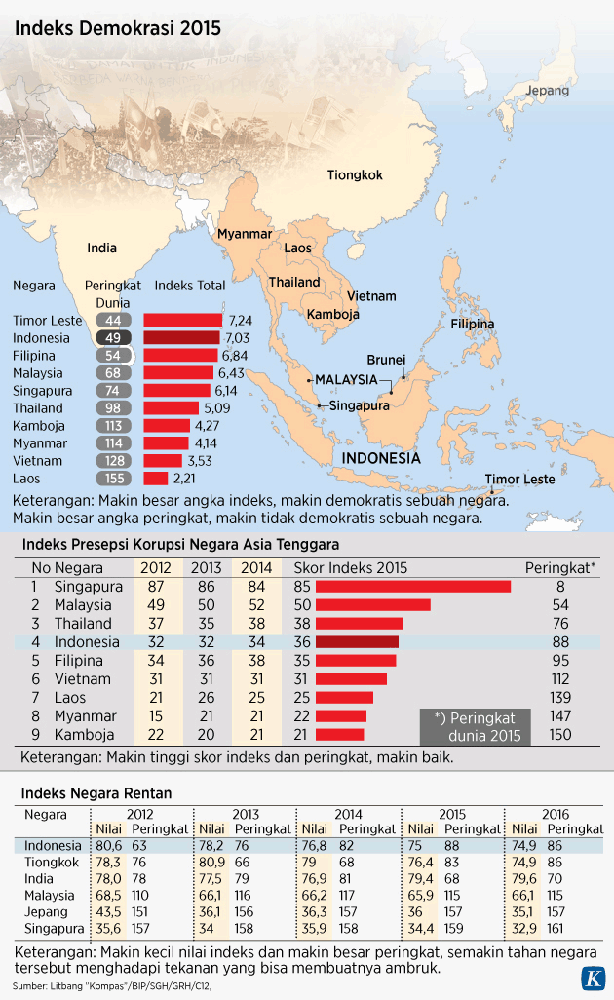 Indeks Demokrasi 2015
Jepang
Tiongkok
India
Myanmar
Laos
Thailand
Vietnam
Kamboja
Filipina
Brunei
MALAYSIA
Singapura
INDONESIA
Timor Leste
Negara Peringkat Dunia Indeks Total
Timor Leste 44 7,24
Indonesia 49 7,03
Filipina 54 6,84
Malaysia 68 6,43
Singapura 74 6,14
Thailand 98 5,09
Kamboja 113 4,27
Myanmar 114 4,14
Vietnam 128 3,53
Laos 155 2,21
Keterangan: Makin besar angka indeks, makin demokratis sebuah negara.
Makin besar angka peringkat, makin tidak demokratis sebuah negara.
Indeks Presepsi Korupsi Negara Asia Tenggara
No Negara 2012 2013 2014 Skor Indeks 2015 Peringkat*
1 Singapura 87 86 84 85 8
2 Malaysia 49 50 52 50 54
3 Thailand 37 35 38 38 76
4 Indonesia 32 32 34 36 88
5 Filipina 34 36 38 35 95
6 Vietnam 31 31 31 31 112
7 Laos 21 26 25 25 139
8 Myanmar 15 21 21 22 147
9 Kamboja 22 20 21 21 150
*) Peringkat
dunia 2015
Keterangan: Makin tinggi skor indeks dan peringkat, makin baik.
Indeks Negara Rentan
Negara 2012 2013 2014 2015 2016
Nilai Peringkat Nilai Peringkat Nilai Peringkat Nilai Peringkat Nilai Peringkat
Indonesia 80,6 63 78,2 76 76,8 82 75 88 74,9 86
Tiongkok 78,3 76 80,9 66 79 68 76,4 83 74,9 86
India 78,0 78 77,5 79 76,9 81 79,4 68 79,6 70
Malaysia 68,5 110 66,1 116 66,2 117 65,9 115 66,1 115
Jepang 43,5 151 36,1 156 36,3 157 36 157 35,1 157
Singapura 35,6 157 34 158 35,9 158 34,4 159 32,9 161
Keterangan: Makin kecil nilai indeks dan makin besar peringkat, semakin tahan negara
tersebut menghadapi tekanan yang bisa membuatnya ambruk.
Sumber: Litbang "Kompas"/BIP/SGH/GRH/C12,
K